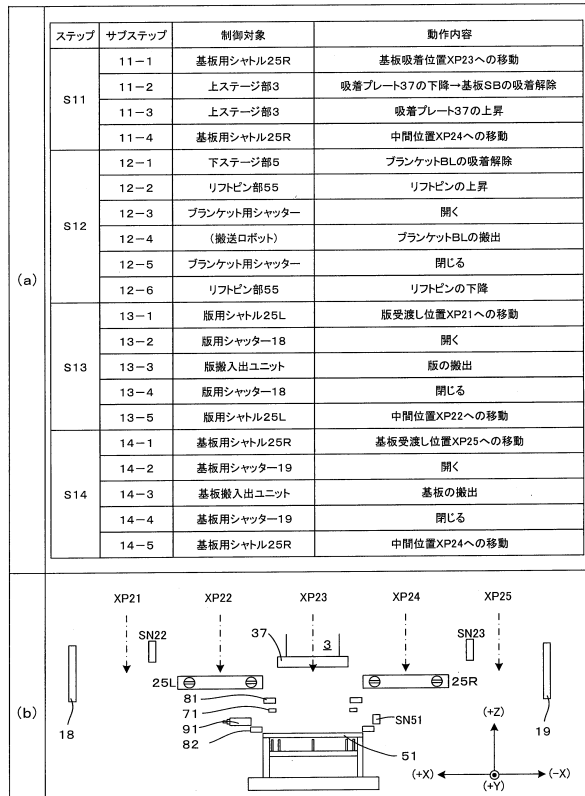 (a)
ステップ サブステップ 制御対象 動作内容
S11
11-1 基板用シャトル25R 基板吸着位置XP23への移動
11-2 上ステージ部3 吸着プレート37の下降→基板SBの吸着解除
11-3 上ステージ部3 吸着プレート37の上昇
11-4 基板用シャトル25R 中間位置XP24への移動
S12
12-1 下ステージ部5 ブランケットBLの吸着解除
12-2 リフトピン部55 リフトピンの上昇
12-3 ブランケット用シャッター 開く
12-4 (搬送ロボット) ブランケットBLの搬出
12-5 ブランケット用シャッター 閉じる
12-6 リフトピン部55 リフトピンの下降
S13
13-1 版用シャトル25L 版受渡し位置XP21への移動
13-2 版用シャッター18 開く
13-3 版搬入出ユニット 版の搬出
13-4 版用シャッター18 閉じる
13-5 版用シャトル25L 中間位置XP22への移動
S14
14-1 基板用シャトル25R 基板受渡し位置XP25への移動
14-2 基板用シャッター19 開く
14-3 基板搬入出ユニット 基板の搬出
14-4 基板用シャッター19 閉じる
14-5 基板用シャトル25R 中間位置XP24への移動
(b)
XP21 XP22 XP23 XP24 XP25
SN22 37 3 SN23
25L 25R
81
71
91 SN51
82
18 51 19
(+Z)
(+X) (-X)
(+Y)